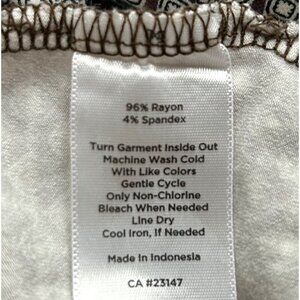 96% Rayon
4% Spandex
Turn Garment Inside Out
Machine Wash Cold
With Like Colors
Gentle Cycle
Only Non-Chlorine
Bleach When Needed
Line Dry
Cool Iron, If Needed
Made in Indonesia
CA #23147